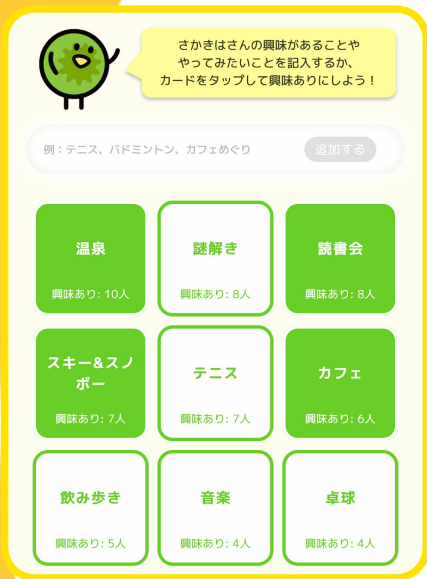 さかきはさんの興味があることや
やってみたいことを記入するか、
カードをタップして興味ありにしよう！
例：テニス、バドミントン、カフェめぐり
追加する
温泉
興味あり: 10人
謎解き
興味あり: 8人
読書会
興味あり: 8人
スキー&スノ
ボー
興味あり: 7人
テニス
興味あり: 7人
カフェ
興味あり: 6人
飲み歩き
興味あり: 5人
音楽
興味あり: 4人
卓球
興味あり: 4人